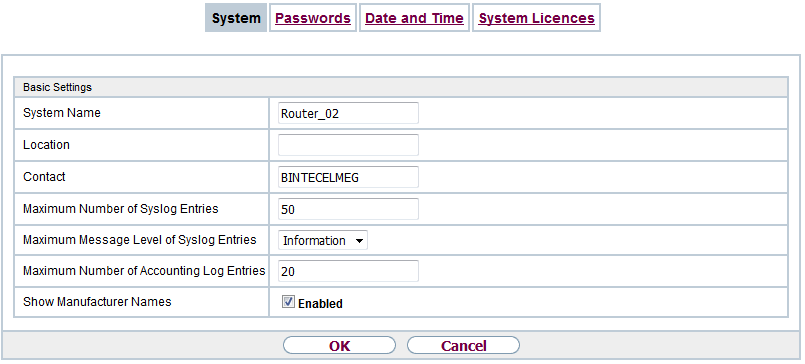 System Passwords Date and Time System Licences
Basic Settings
System Name Router_02
Location
Contact BINTECELMEG
Maximum Number of Syslog Entries 50
Maximum Message Level of Syslog Entries Information
Maximum Number of Accounting Log Entries 20
Show Manufacturer Names Enabled
OK Cancel